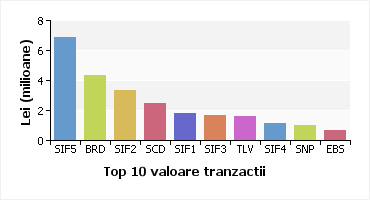 Lei (milioane)
8
6
4
2
0
SIF5 BRD SIF2 SCD SIF1 SIF3 TLV SIF4 SNP EBS
Top 10 valoare tranzactii